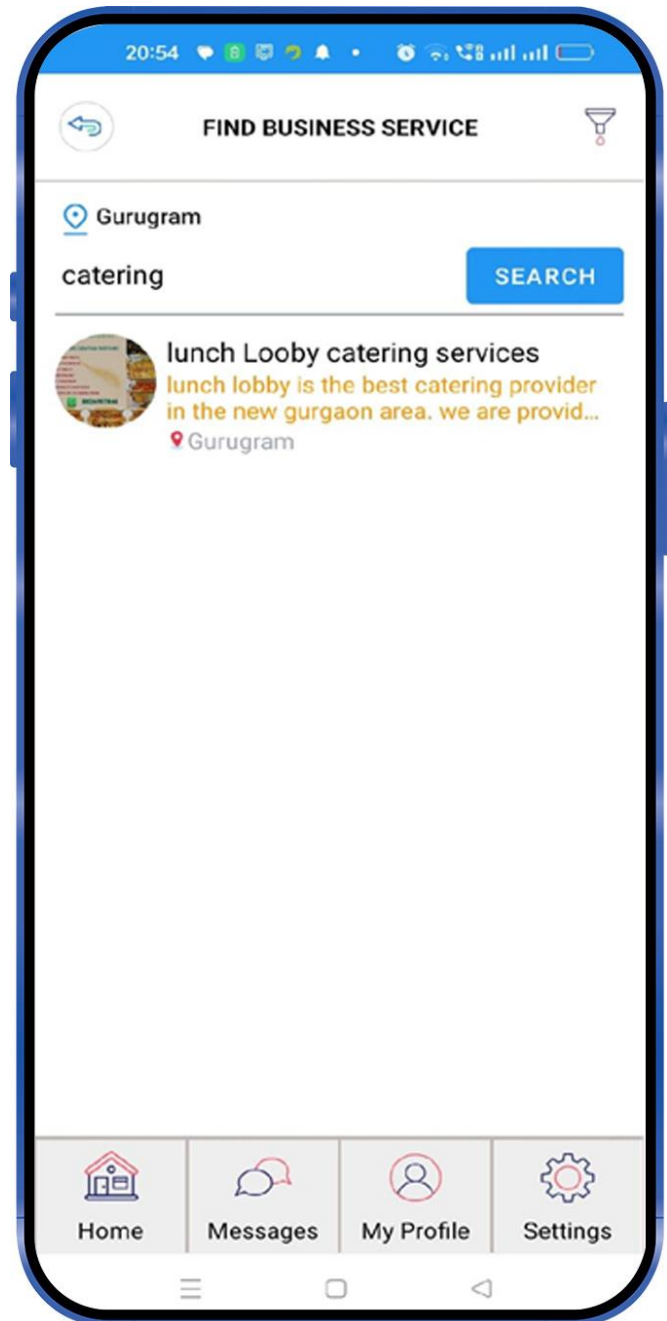 20:54
FIND BUSINESS SERVICE
Gurugram
catering
SEARCH
lunch Looby catering services
lunch lobby is the best catering provider
in the new gurgaon area. we are provid...
Gurugram
Home
Messages
My Profile
Settings